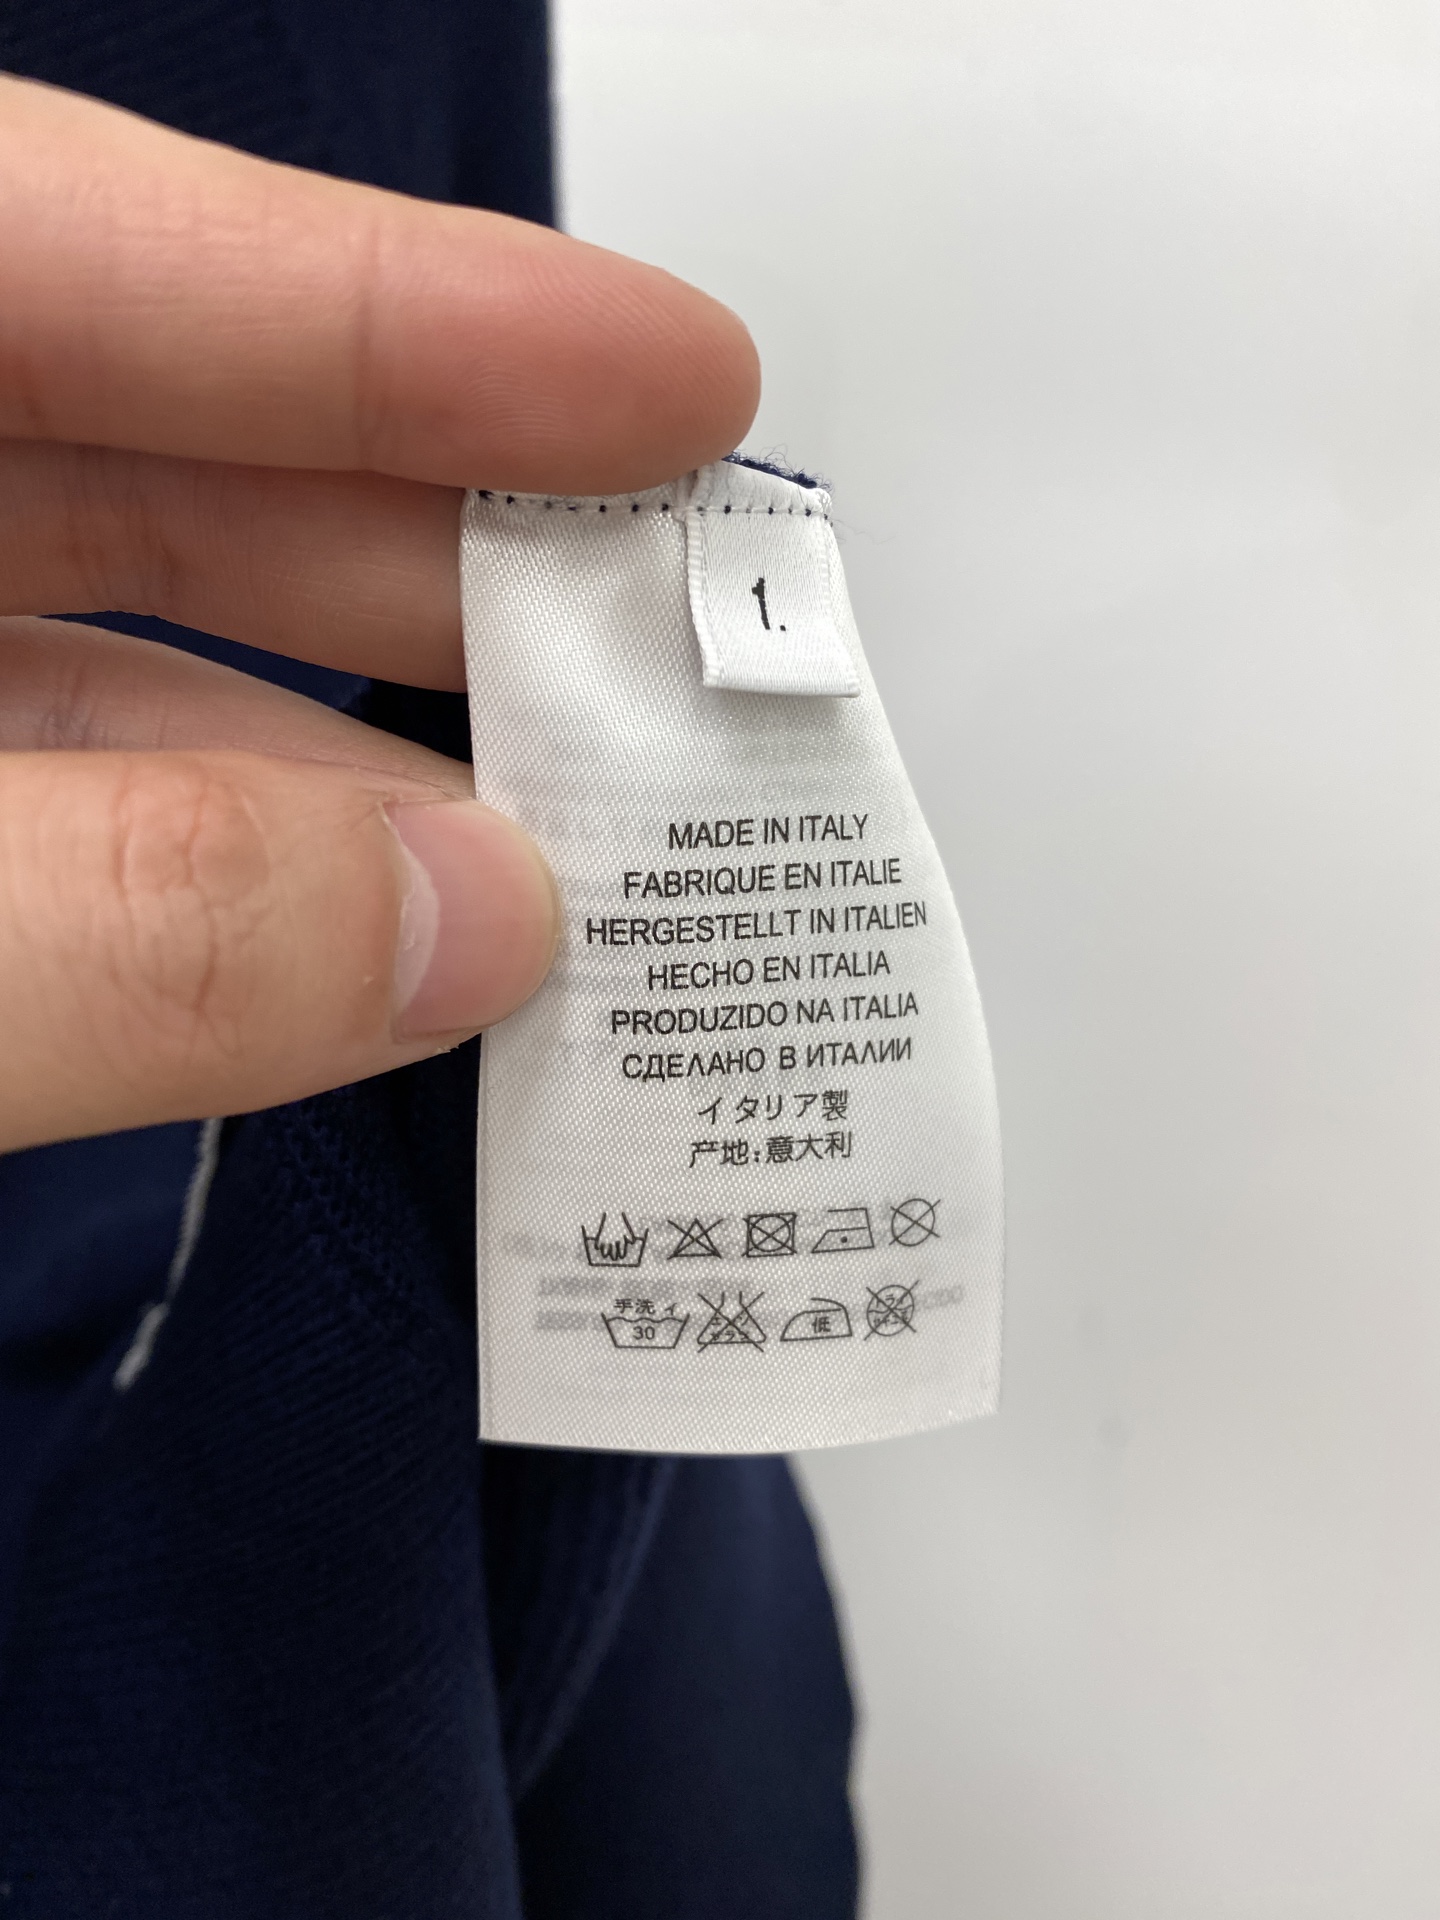 1.
MADE IN ITALY
FABRIQUE EN ITALIE
HERGESTELLT IN ITALIEN
HECHO EN ITALIA
PRODUZIDO NA ITALIA
СДЕЛАНО В ИТАЛИИ
イタリア製
产地:意大利
手洗イ
30
低